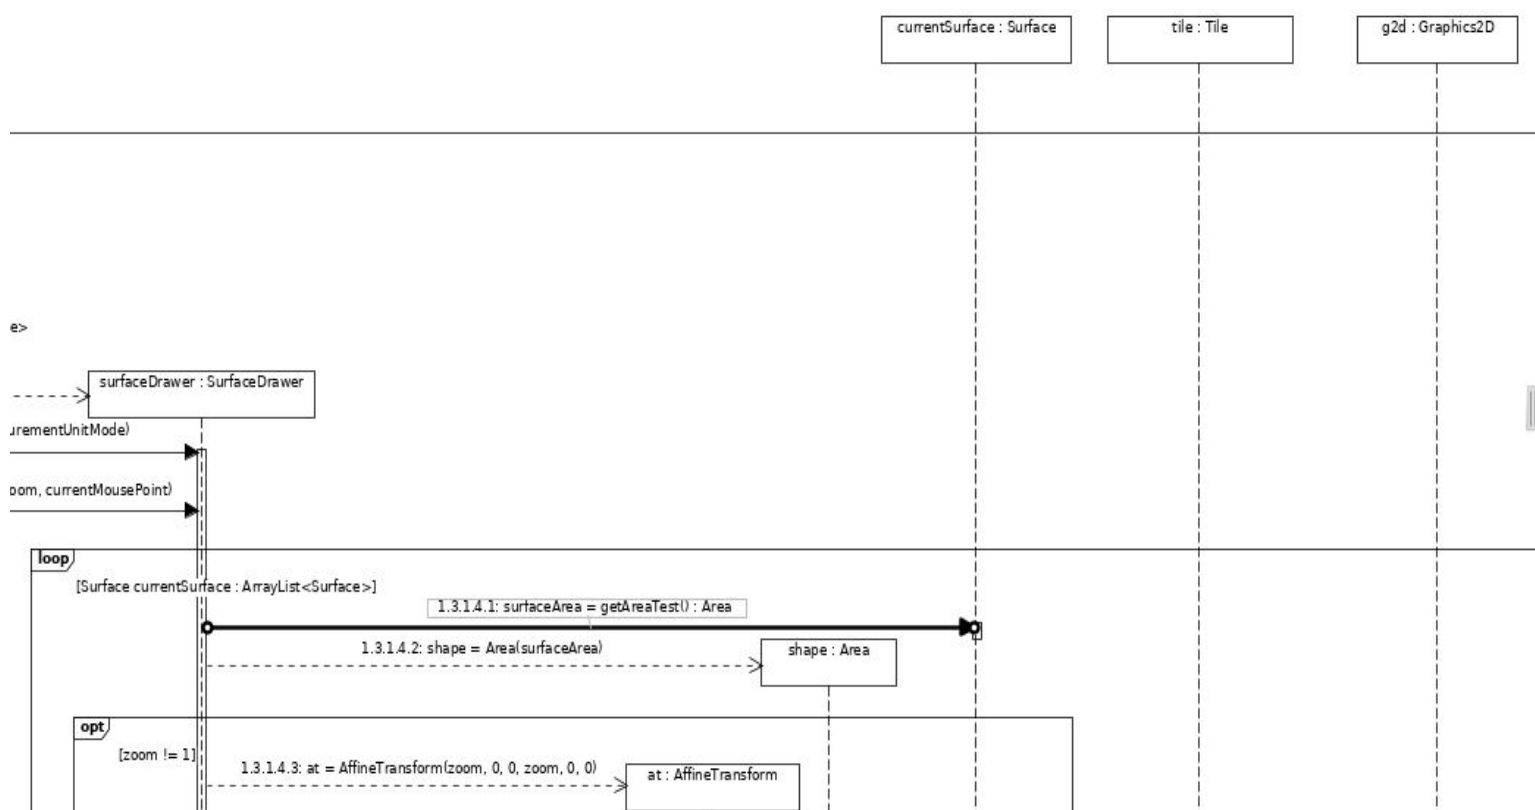 currentSurface : Surface
tile : Tile
g2d : Graphics2D
e>
surfaceDrawer : SurfaceDrawer
urementUnitMode)
oom, currentMousePoint)
loop
[Surface currentSurface : ArrayList<Surface>]
1.3.1.4.1: surfaceArea = getAreaTest() : Area
1.3.1.4.2: shape = Area(surfaceArea)
shape : Area
opt
[zoom != 1]
1.3.1.4.3: at = AffineTransform(zoom, 0, 0, zoom, 0, 0)
at : AffineTransform